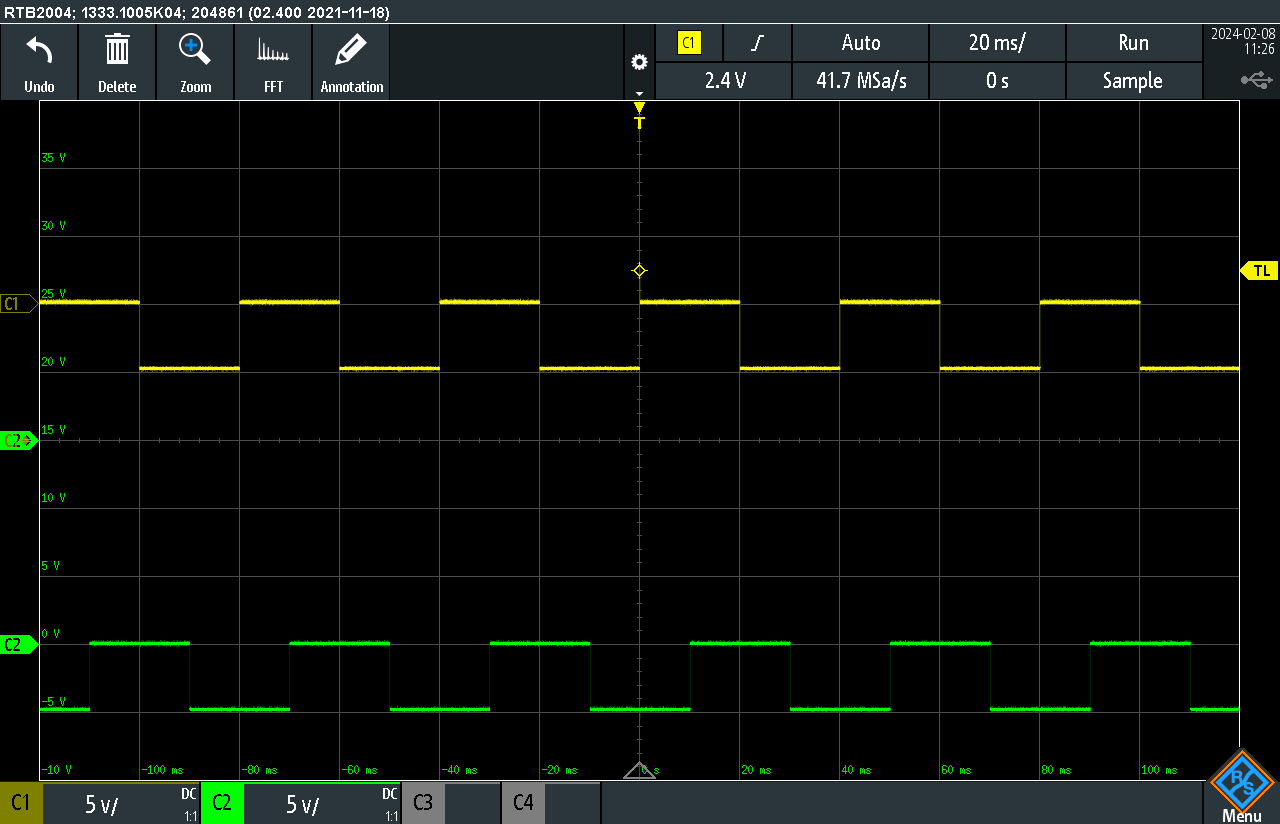 RTB2004; 1333.1005K04; 204861 (02.400 2021-11-18)
Undo Delete Zoom FFT Annotation
C1 Auto 20 ms/ Run
2.4 V 41.7 MSa/s 0 s Sample
2024-02-08
11:26
T
35 V
30 V
TL
25 V
C1
20 V
15 V
C2
10 V
5 V
0 V
C2
-5 V
-10 V -100 ms -80 ms -60 ms -40 ms -20 ms 0 s 20 ms 40 ms 60 ms 80 ms 100 ms
C1 5 V/ DC 1:1 C2 5 V/ DC 1:1 C3 C4
R S
Menu